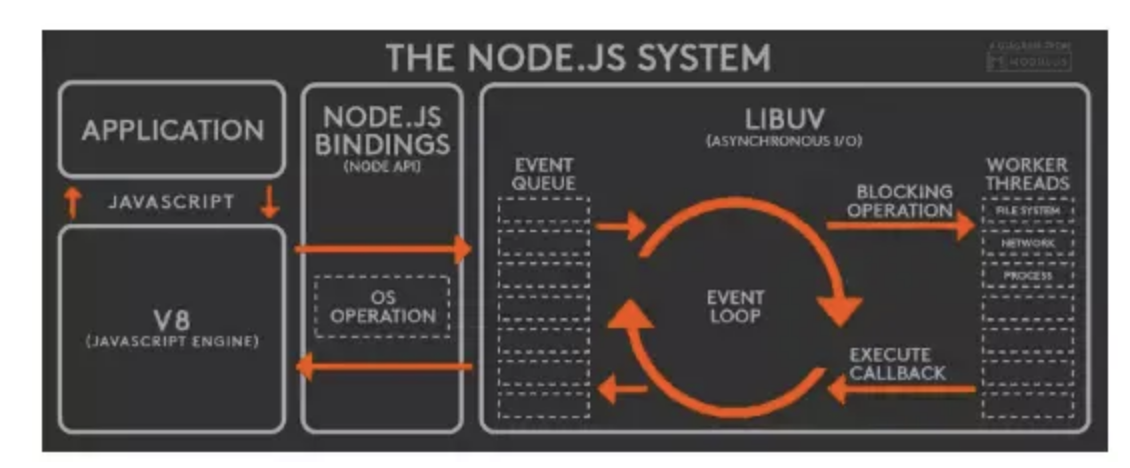 THE NODE.JS SYSTEM
APPLICATION
JAVASCRIPT
V8
(JAVASCRIPT ENGINE)
NODE.JS
BINDINGS
(NODE API)
OS
OPERATION
LIBUV
(ASYNCHRONOUS I/O)
EVENT
QUEUE
EVENT
LOOP
BLOCKING
OPERATION
EXECUTE
CALLBACK
WORKER
THREADS
FILE SYSTEM
NETWORK
PROCESS